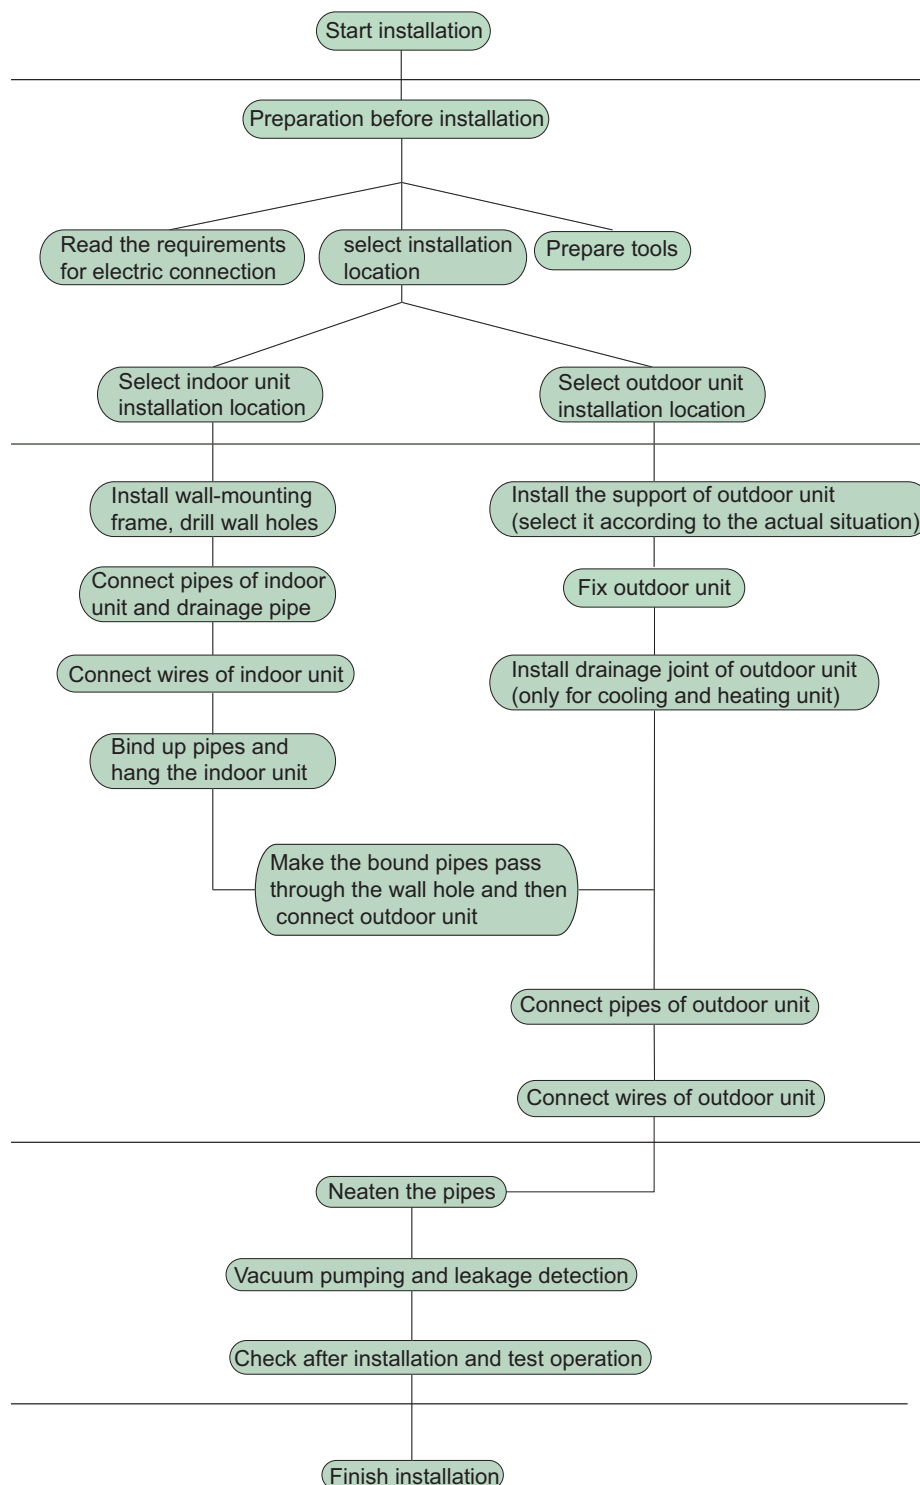 Start installation
Preparation before installation
Read the requirements
for electric connection
select installation
location
Prepare tools
Select indoor unit
installation location
Select outdoor unit
installation location
Install wall-mounting
frame, drill wall holes
Install the support of outdoor unit
(select it according to the actual situation)
Connect pipes of indoor
unit and drainage pipe
Fix outdoor unit
Connect wires of indoor unit
Install drainage joint of outdoor unit
(only for cooling and heating unit)
Bind up pipes and
hang the indoor unit
Make the bound pipes pass
through the wall hole and then
connect outdoor unit
Connect pipes of outdoor unit
Connect wires of outdoor unit
Neaten the pipes
Vacuum pumping and leakage detection
Check after installation and test operation
Finish installation